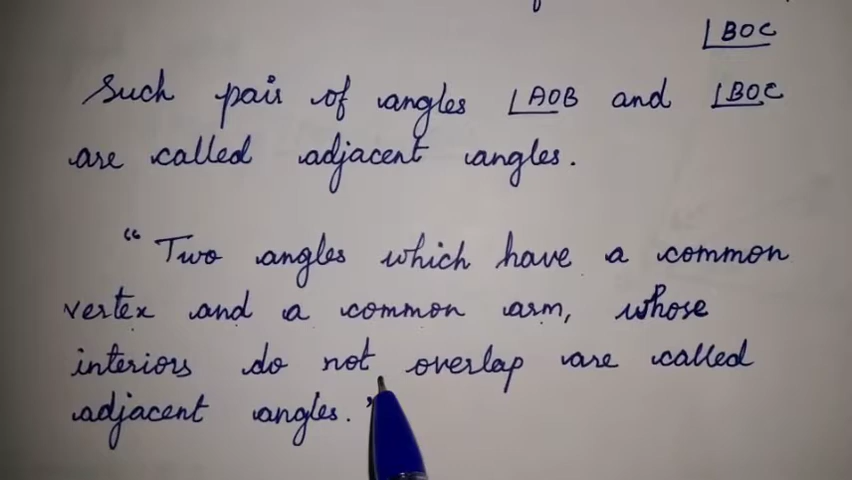 ∠BOC
Such pair of angles ∠AOB and ∠BOC
are called adjacent angles.
“Two angles which have a common
vertex and a common arm, whose
interiors do not overlap are called
adjacent angles.”